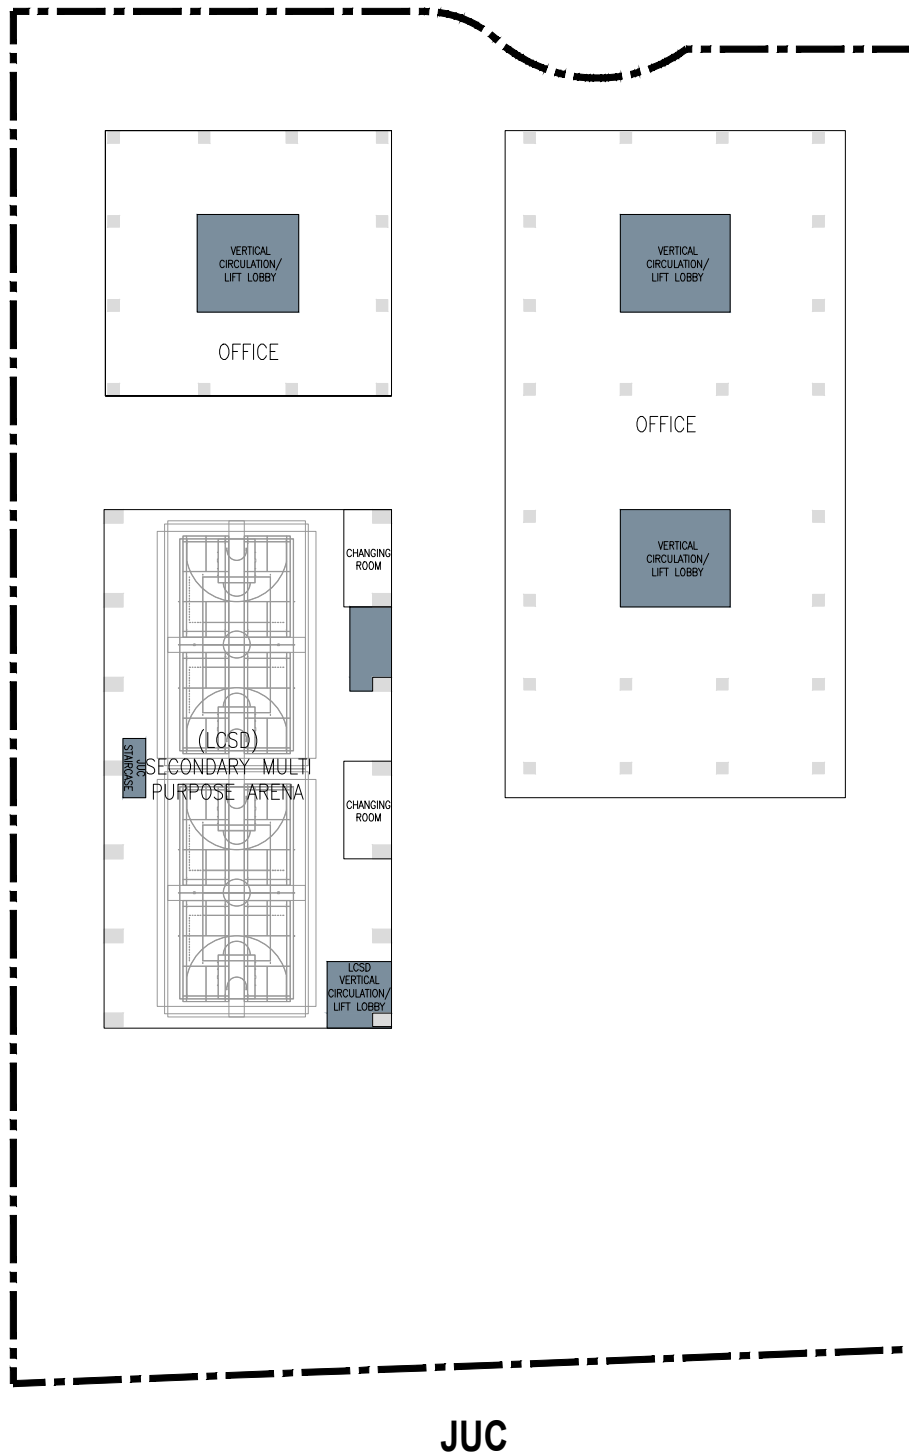 VERTICAL
CIRCULATION/
LIFT LOBBY
OFFICE
VERTICAL
CIRCULATION/
LIFT LOBBY
OFFICE
VERTICAL
CIRCULATION/
LIFT LOBBY
CHANGING
ROOM
(LCSD)
SECONDARY MULTI
PURPOSE ARENA
JUC
STAIRCASE
CHANGING
ROOM
LCSD
VERTICAL
CIRCULATION/
LIFT LOBBY
JUC